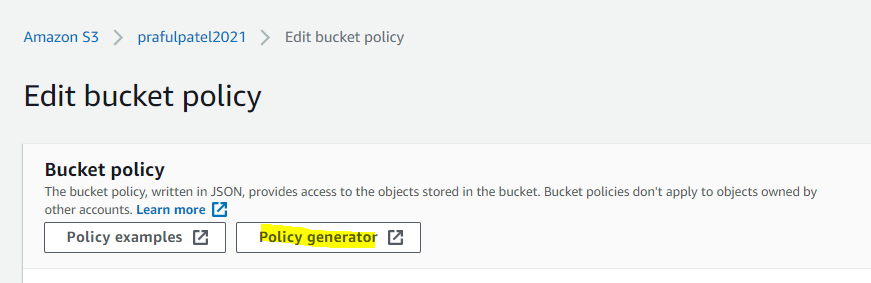 Amazon S3 > prafulpatel2021 > Edit bucket policy
Edit bucket policy
Bucket policy
The bucket policy, written in JSON, provides access to the objects stored in the bucket. Bucket policies don't apply to objects owned by
other accounts. Learn more
Policy examples Policy generator